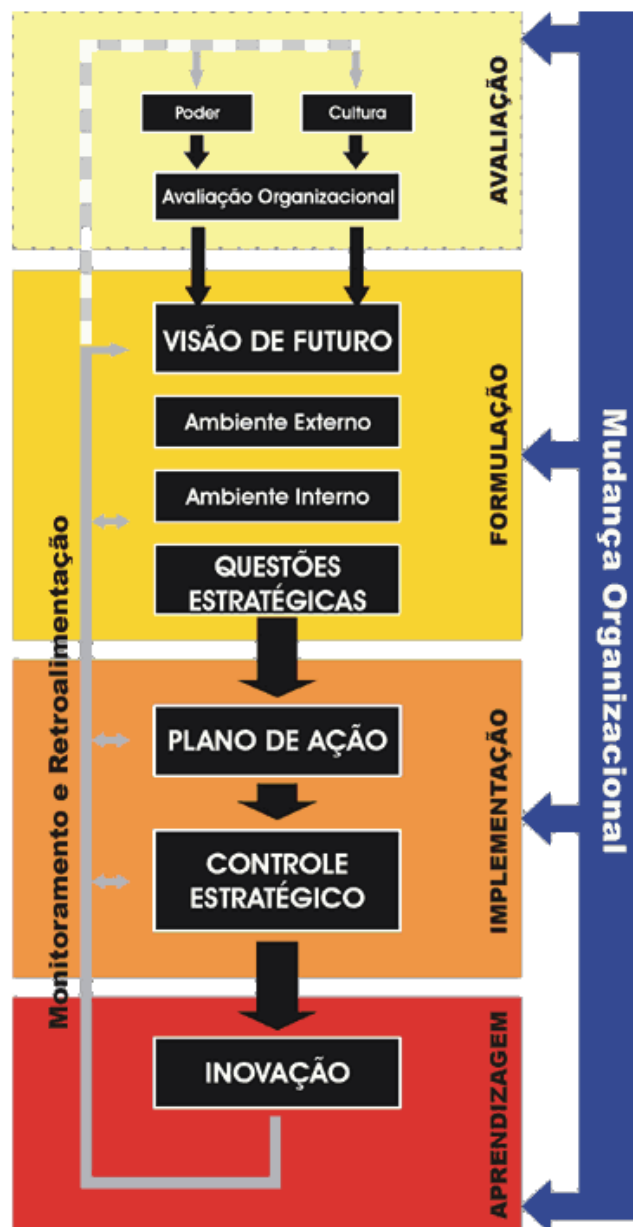 AVALIAÇÃO
Poder
Cultura
Avaliação Organizacional
FORMULAÇÃO
VISÃO DE FUTURO
Ambiente Externo
Ambiente Interno
QUESTÕES
ESTRATÉGICAS
IMPLEMENTAÇÃO
PLANO DE AÇÃO
CONTROLE
ESTRATÉGICO
APRENDIZAGEM
INOVAÇÃO
Monitoramento e Retroalimentação
Mudança Organizacional